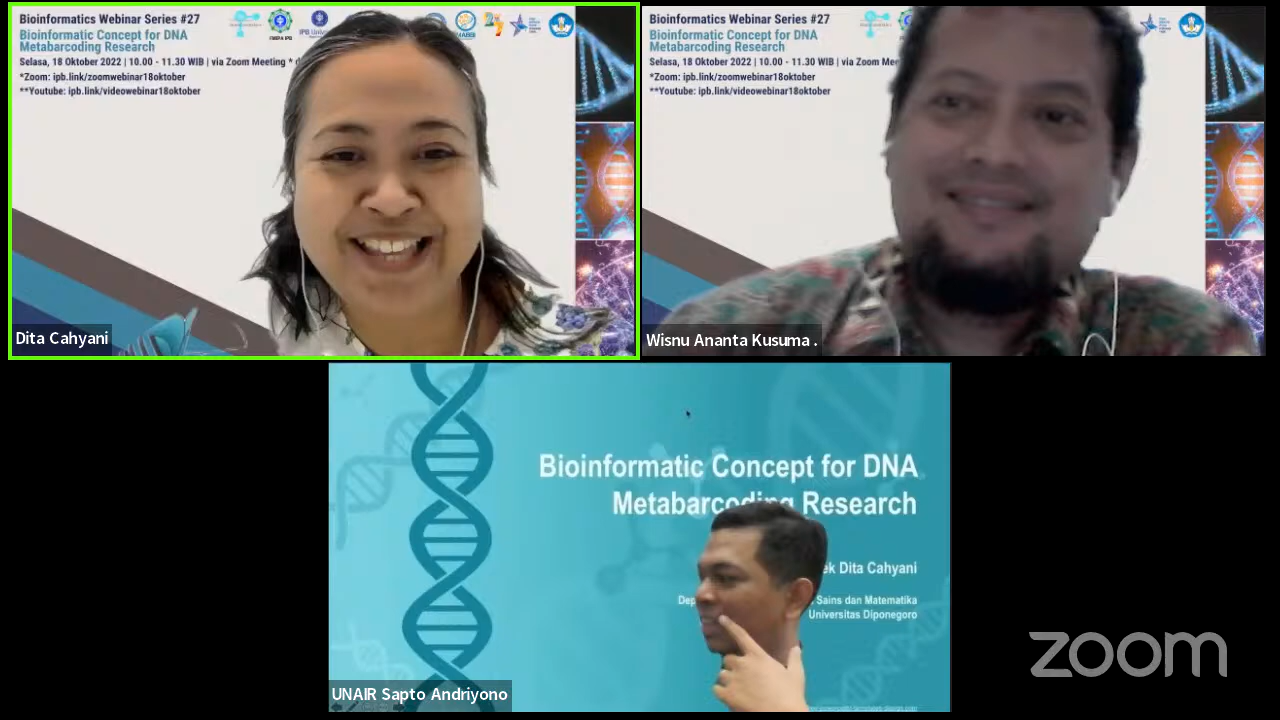 Bioinformatics Webinar Series #27
Bioinformatic Concept for DNA
Metabarcoding Research
Selasa, 18 Oktober 2022 | 10.00 - 11.30 WIB | via Zoom Meeting *
*Zoom: ipb.link/zoomwebinar18oktober
**Youtube: ipb.link/videowebinar18oktober
Dita Cahyani
Bioinformatics Webinar Series #27
Bioinformatic Concept for DNA
Metabarcoding Research
Selasa, 18 Oktober 2022 | 10.00 - 11.30 WIB | via Zoom Mee
*Zoom: ipb.link/zoomwebinar18oktober
**Youtube: ipb.link/videowebinar18oktober
Wisnu Ananta Kusuma .
Bioinformatic Concept for DNA
Metabarcoding Research
ek Dita Cahyani
Dep Sains dan Matematika
Universitas Diponegoro
UNAIR Sapto Andriyono
zoom